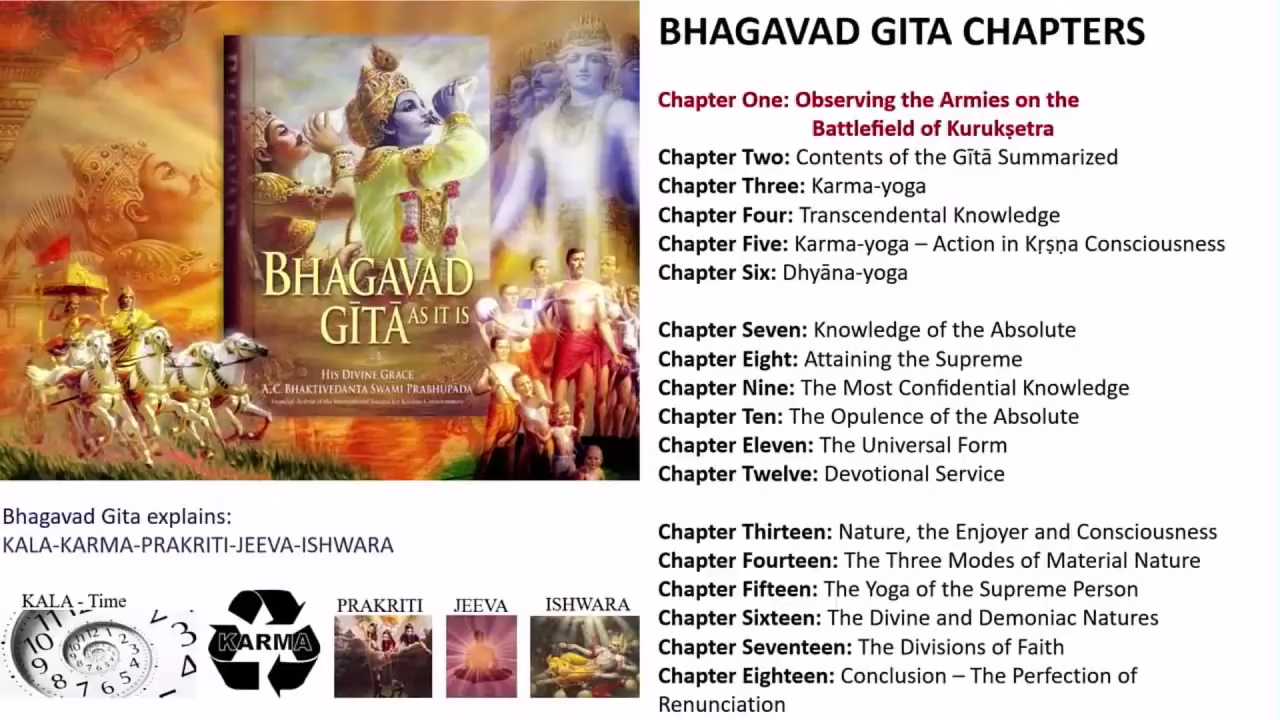 BHAGAVAD
GĪTĀ AS IT IS
HIS DIVINE GRACE
A.C. BHAKTIVEDANTA SWAMI PRABHUPĀDA
Bhagavad Gita explains:
KALA-KARMA-PRAKRITI-JEEVA-ISHWARA
KALA - Time
KARMA
PRAKRITI
JEEVA
ISHWARA
BHAGAVAD GITA CHAPTERS
Chapter One: Observing the Armies on the
Battlefield of Kurukṣetra
Chapter Two: Contents of the Gītā Summarized
Chapter Three: Karma-yoga
Chapter Four: Transcendental Knowledge
Chapter Five: Karma-yoga – Action in Kṛṣṇa Consciousness
Chapter Six: Dhyāna-yoga
Chapter Seven: Knowledge of the Absolute
Chapter Eight: Attaining the Supreme
Chapter Nine: The Most Confidential Knowledge
Chapter Ten: The Opulence of the Absolute
Chapter Eleven: The Universal Form
Chapter Twelve: Devotional Service
Chapter Thirteen: Nature, the Enjoyer and Consciousness
Chapter Fourteen: The Three Modes of Material Nature
Chapter Fifteen: The Yoga of the Supreme Person
Chapter Sixteen: The Divine and Demoniac Natures
Chapter Seventeen: The Divisions of Faith
Chapter Eighteen: Conclusion – The Perfection of
Renunciation